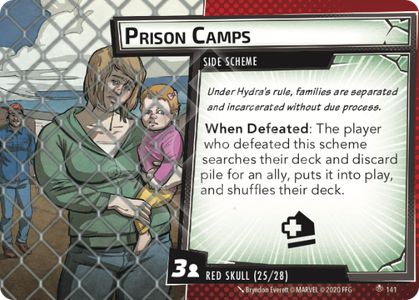 PRISON CAMPS
SIDE SCHEME
Under Hydra's rule, families are separated
and incarcerated without due process.
When Defeated: The player
who defeated this scheme
searches their deck and discard
pile for an ally, puts it into play,
and shuffles their deck.
3
RED SKULL (25/28)
Bryndon Everett © MARVEL © 2020 FFG 141